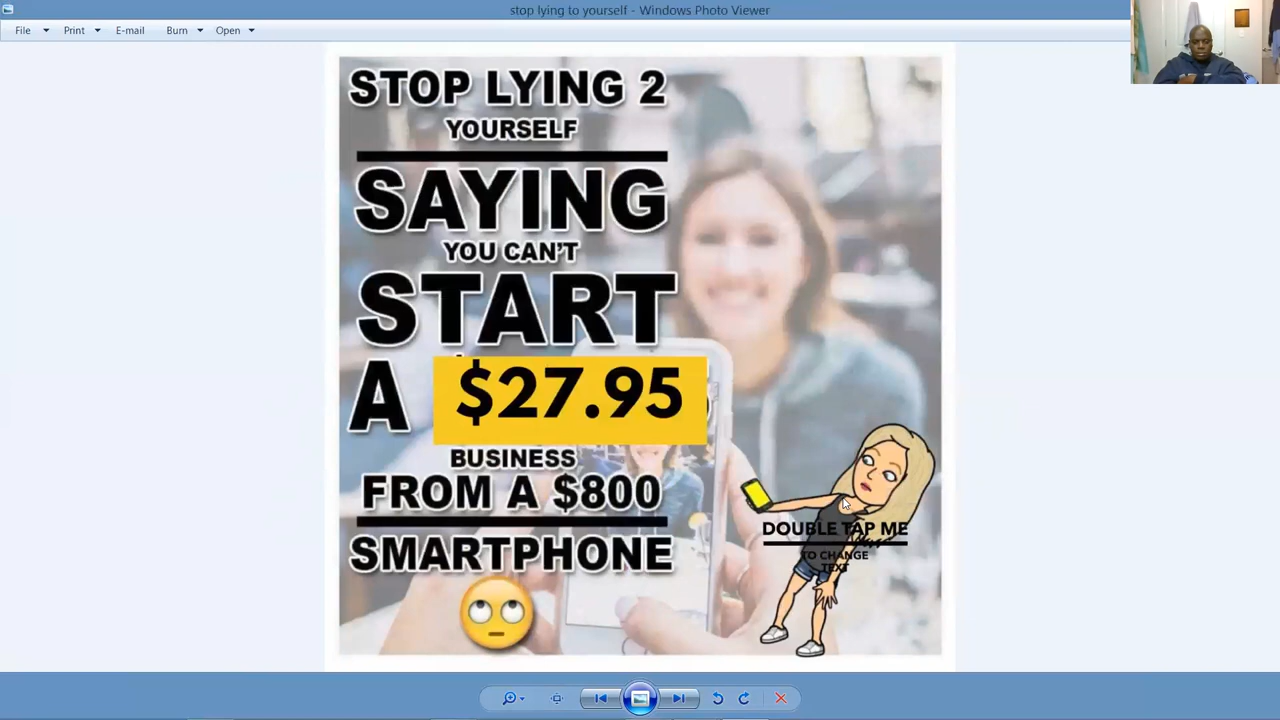 stop lying to yourself - Windows Photo Viewer
File Print E-mail Burn Open
STOP LYING 2
YOURSELF
SAYING
YOU CAN'T
START
A $27.95
BUSINESS
FROM A $800
SMARTPHONE
DOUBLE TAP ME
TO CHANGE
TEXT